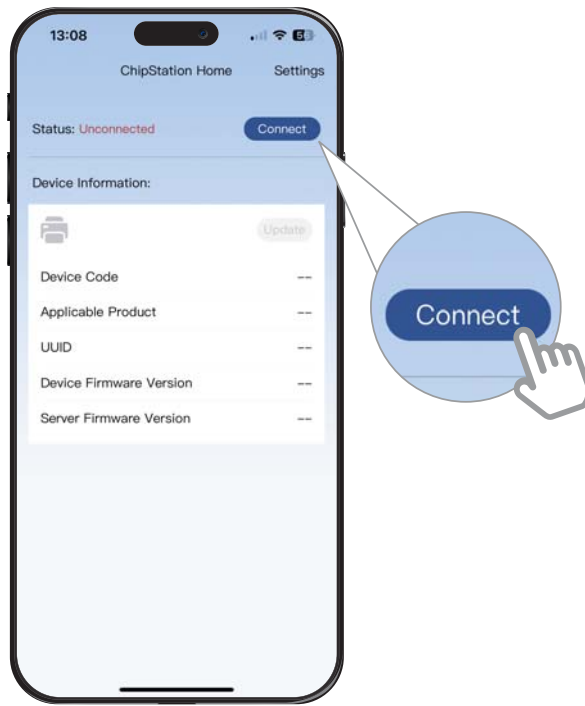 13:08
ChipStation Home Settings
Status: Unconnected Connect
Device Information:
Update
Device Code --
Applicable Product --
UUID --
Device Firmware Version --
Server Firmware Version --
Connect